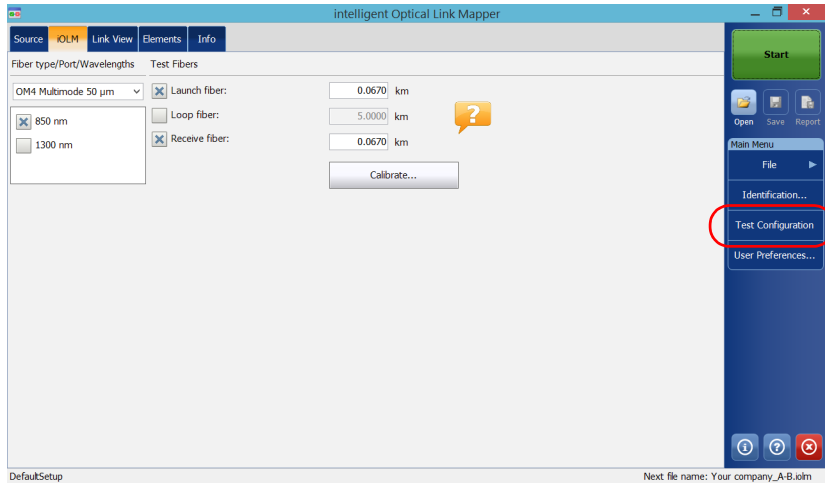 intelligent Optical Link Mapper
Source iOLM Link View Elements Info
Fiber type/Port/Wavelengths Test Fibers
OM4 Multimode 50 µm
850 nm
1300 nm
Launch fiber: 0.0670 km
Loop fiber: 5.0000 km
Receive fiber: 0.0670 km
?
Calibrate...
Start
Open Save Report
Main Menu
File
Identification...
Test Configuration
User Preferences...
DefaultSetup
Next file name: Your company_A-B.iolm